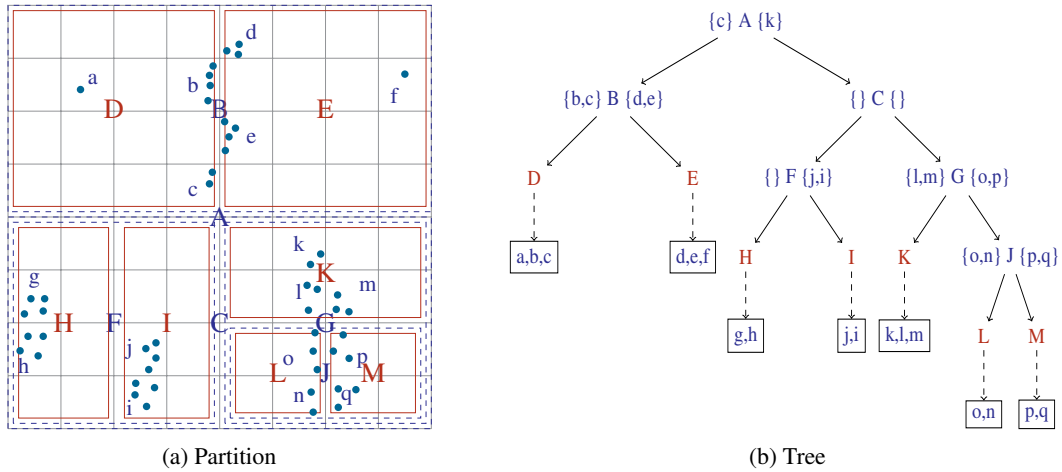 d
a
b
f
D
B
E
e
c
A
k
g
K
l
m
H
F
I
C
G
j
o
p
h
L
J
M
n
q
i
(a) Partition
{c} A {k}
{b,c} B {d,e}
{} C {}
D
E
{} F {j,i}
{l,m} G {o,p}
a,b,c
d,e,f
H
I
K
{o,n} J {p,q}
g,h
j,i
k,l,m
L
M
o,n
p,q
(b) Tree